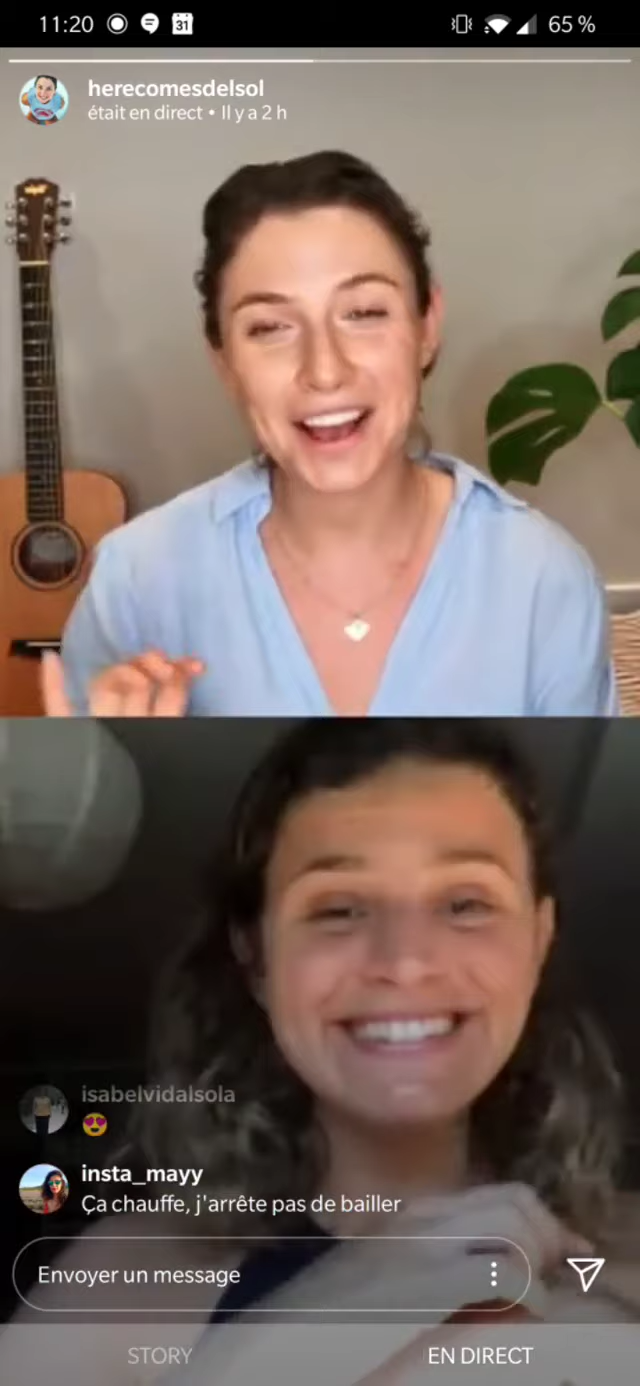 11:20
31
65 %
herecomesdelsol
était en direct • Il y a 2 h
isabelvidalsola
😍
insta_mayy
Ça chauffe, j'arrête pas de bailler
Envoyer un message
STORY
EN DIRECT